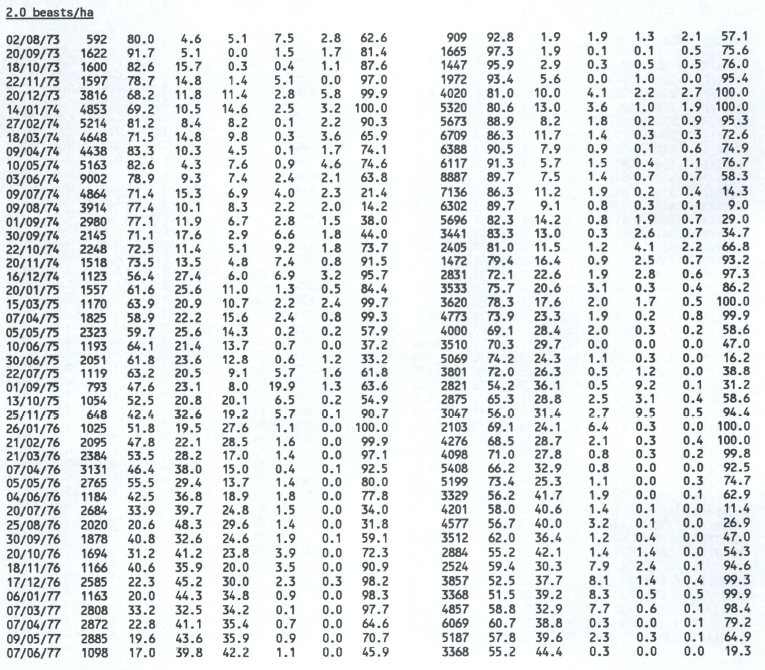 2.0 beasts/ha
02/08/73 592 80.0 4.6 5.1 7.5 2.8 62.6 909 92.8 1.9 1.9 1.3 2.1 57.1
20/09/73 1622 91.7 5.1 0.0 1.5 1.7 81.4 1665 97.3 1.9 0.1 0.1 0.5 75.6
18/10/73 1600 82.6 15.7 0.3 0.4 1.1 87.6 1447 95.9 2.9 0.3 0.5 0.5 76.0
22/11/73 1597 78.7 14.8 1.4 5.1 0.0 97.0 1972 93.4 5.6 0.0 1.0 0.0 95.4
20/12/73 3816 68.2 11.8 11.4 2.8 5.8 99.9 4020 81.0 10.0 4.1 2.2 2.7 100.0
14/01/74 4853 69.2 10.5 14.6 2.5 3.2 100.0 5320 80.6 13.0 3.6 1.0 1.9 100.0
27/02/74 5214 81.2 8.4 8.2 0.1 2.2 90.3 5673 88.9 8.2 1.8 0.2 0.9 95.3
18/03/74 4648 71.5 14.8 9.8 0.3 3.6 65.9 6709 86.3 11.7 1.4 0.3 0.3 72.6
09/04/74 4438 83.3 10.3 4.5 0.1 1.7 74.1 6388 90.5 7.9 0.9 0.1 0.6 74.9
10/05/74 5163 82.6 4.3 7.6 0.9 4.6 74.6 6117 91.3 5.7 1.5 0.4 1.1 76.7
03/06/74 9002 78.9 9.3 7.4 2.4 2.1 63.8 8887 89.7 7.5 1.4 0.7 0.7 58.3
09/07/74 4864 71.4 15.3 6.9 4.0 2.3 21.4 7136 86.3 11.2 1.9 0.2 0.4 14.3
09/08/74 3914 77.4 10.1 8.3 2.2 2.0 14.2 6302 89.7 9.1 0.8 0.3 0.1 9.0
01/09/74 2980 77.1 11.9 6.7 2.8 1.5 38.0 5696 82.3 14.2 0.8 1.9 0.7 29.0
30/09/74 2145 71.1 17.6 2.9 6.6 1.8 44.0 3441 83.3 13.0 0.3 2.6 0.7 34.7
22/10/74 2248 72.5 11.4 5.1 9.2 1.8 73.7 2405 81.0 11.5 1.2 4.1 2.2 66.8
20/11/74 1518 73.5 13.5 4.8 7.4 0.8 91.5 1472 79.4 16.4 0.9 2.5 0.7 93.2
16/12/74 1123 56.4 27.4 6.0 6.9 3.2 95.7 2831 72.1 22.6 1.9 2.8 0.6 97.3
20/01/75 1557 61.6 25.6 11.0 1.3 0.5 84.4 3533 75.7 20.6 3.1 0.3 0.4 86.2
15/03/75 1170 63.9 20.9 10.7 2.2 2.4 99.7 3620 78.3 17.6 2.0 1.7 0.5 100.0
07/04/75 1825 58.9 22.2 15.6 2.4 0.8 99.3 4773 73.9 23.3 1.9 0.2 0.8 99.9
05/05/75 2323 59.7 25.6 14.3 0.2 0.2 57.9 4000 69.1 28.4 2.0 0.3 0.2 58.6
10/06/75 1193 64.1 21.4 13.7 0.7 0.0 37.2 3510 70.3 29.7 0.0 0.0 0.0 47.0
30/06/75 2051 61.8 23.6 12.8 0.6 1.2 33.2 5069 74.2 24.3 1.1 0.3 0.0 16.2
22/07/75 1119 63.2 20.5 9.1 5.7 1.6 61.8 3801 72.0 26.3 0.5 1.2 0.0 38.8
01/09/75 793 47.6 23.1 8.0 19.9 1.3 63.6 2821 54.2 36.1 0.5 9.2 0.1 31.2
13/10/75 1054 52.5 20.8 20.1 6.5 0.2 54.9 2875 65.3 28.8 2.5 3.1 0.4 58.6
25/11/75 648 42.4 32.6 19.2 5.7 0.1 90.7 3047 56.0 31.4 2.7 9.5 0.5 94.4
26/01/76 1025 51.8 19.5 27.6 1.1 0.0 100.0 2103 69.1 24.1 6.4 0.3 0.0 100.0
21/02/76 2095 47.8 22.1 28.5 1.6 0.0 99.9 4276 68.5 28.7 2.1 0.3 0.4 100.0
21/03/76 2384 53.5 28.2 17.0 1.4 0.0 97.1 4098 71.0 27.8 0.8 0.3 0.2 99.8
07/04/76 3131 46.4 38.0 15.0 0.4 0.1 92.5 5408 66.2 32.9 0.8 0.0 0.0 92.5
05/05/76 2765 55.5 29.4 13.7 1.4 0.0 80.0 5199 73.4 25.3 1.1 0.0 0.3 74.7
04/06/76 1184 42.5 36.8 18.9 1.8 0.0 77.8 3329 56.2 41.7 1.9 0.0 0.1 62.9
20/07/76 2684 33.9 39.7 24.8 1.5 0.0 34.0 4201 58.0 40.6 1.4 0.1 0.0 11.4
25/08/76 2020 20.6 48.3 29.6 1.4 0.0 31.8 4577 56.7 40.0 3.2 0.1 0.0 26.9
30/09/76 1878 40.8 32.6 24.6 1.9 0.1 59.1 3512 62.0 36.4 1.2 0.4 0.0 47.0
20/10/76 1694 31.2 41.2 23.8 3.9 0.0 72.3 2884 55.2 42.1 1.4 1.4 0.0 54.3
18/11/76 1166 40.6 35.9 20.0 3.5 0.0 90.9 2524 59.4 30.3 7.9 2.4 0.1 94.6
17/12/76 2585 22.3 45.2 30.0 2.3 0.3 98.2 3857 52.5 37.7 8.1 1.4 0.4 99.3
06/01/77 1163 20.0 44.3 34.8 0.9 0.0 98.3 3368 51.5 39.2 8.3 0.5 0.5 99.9
07/03/77 2808 33.2 32.5 34.2 0.1 0.0 97.7 4857 58.8 32.9 7.7 0.6 0.1 98.4
07/04/77 2872 22.8 41.1 35.4 0.7 0.0 64.6 6069 60.7 38.8 0.3 0.0 0.1 79.2
09/05/77 2885 19.6 43.6 35.9 0.9 0.0 70.7 5187 57.8 39.6 2.3 0.3 0.1 64.9
07/06/77 1098 17.0 39.8 42.2 1.1 0.0 45.9 3368 55.2 44.4 0.3 0.0 0.0 19.3